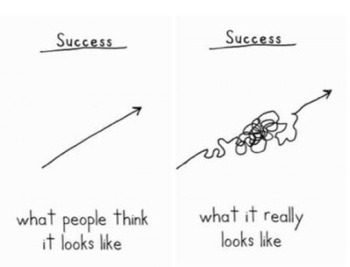 Success
what people think
it looks like
Success
what it really
looks like